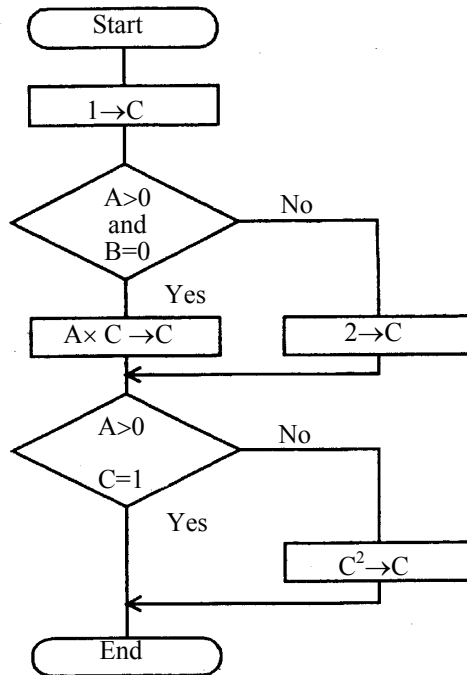 Start
1→C
A>0
and
B=0
No
Yes
A× C →C
2→C
A>0
C=1
No
Yes
C²→C
End